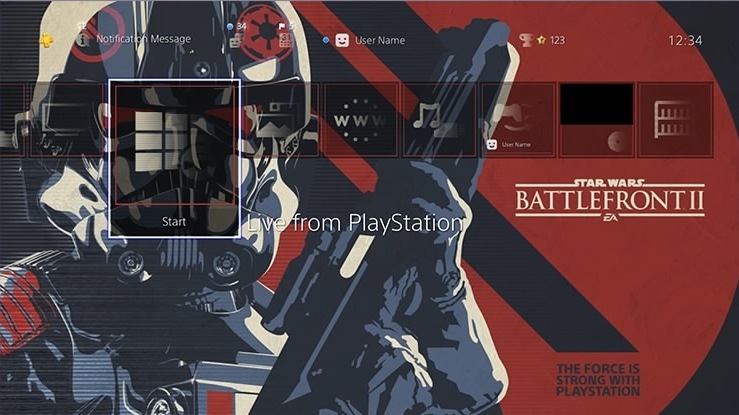 34
5
Notification Message
User Name
123
12:34
WWW
User Name
Start
Live from PlayStation
STAR WARS
BATTLEFRONT II
EA
THE FORCE IS
STRONG WITH
PLAYSTATION